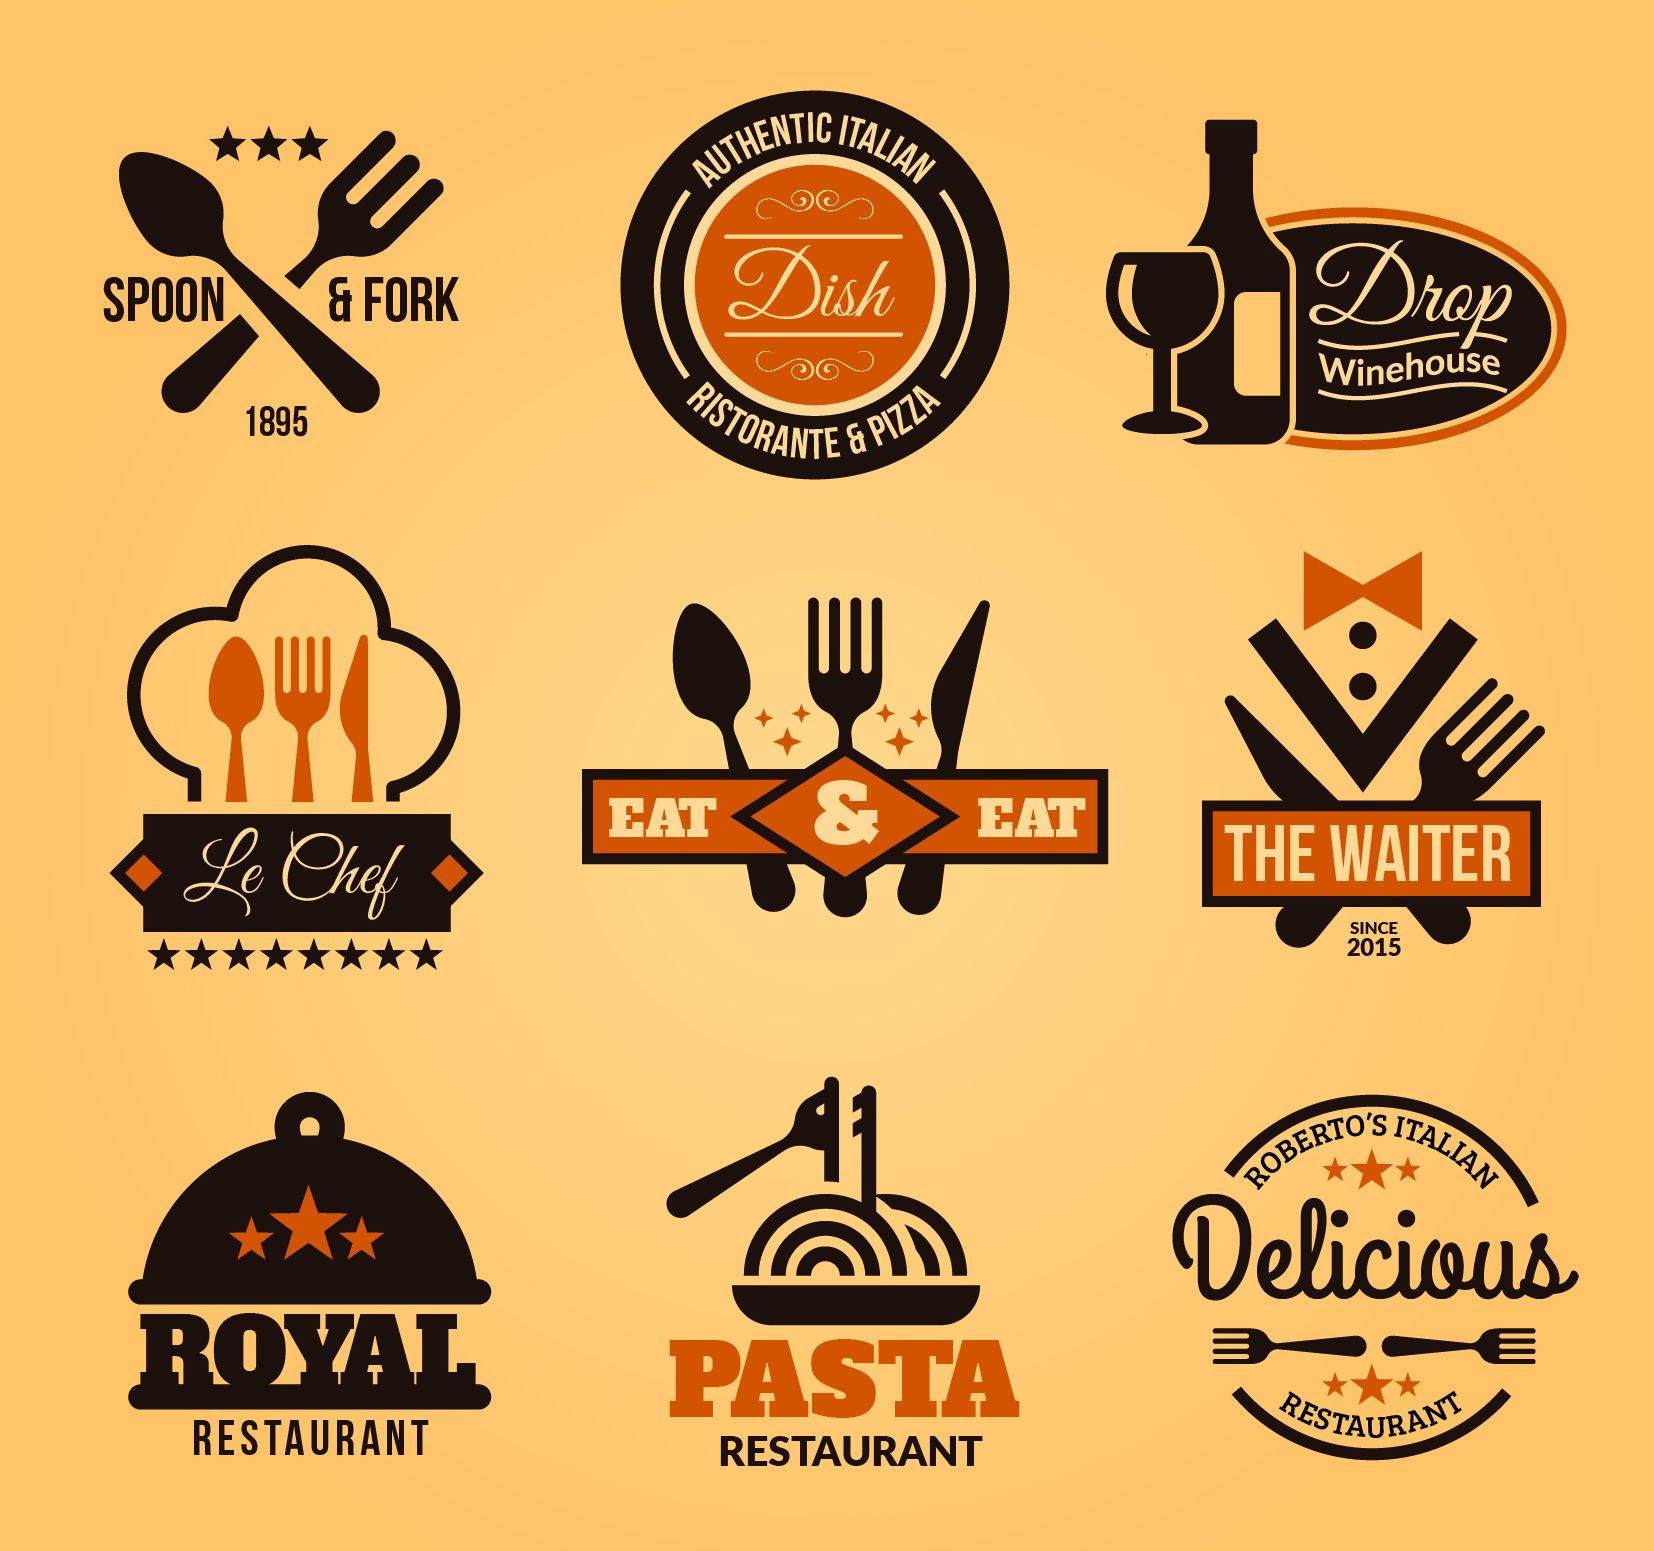 SPOON & FORK
1895
AUTHENTIC ITALIAN
Dish
RISTORANTE & PIZZA
Drop
Winehouse
Le Chef
EAT & EAT
THE WAITER
SINCE
2015
ROYAL
RESTAURANT
PASTA
RESTAURANT
ROBERTO'S ITALIAN
Delicious
RESTAURANT